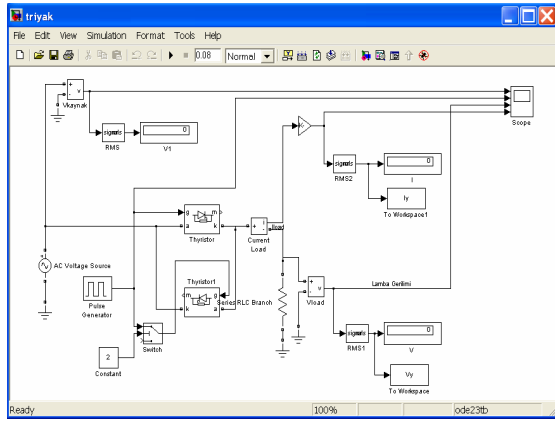 triyak
File Edit View Simulation Format Tools Help
0.08 Normal
+ - v
Vkaynak
signal rms
RMS
0
V1
Scope
signal rms
RMS2
0
I
Iy
To Workspace1
g m
a k
Thyristor
+ i -
Iload
Current
Load
AC Voltage Source
Pulse
Generator
Thyristor1
m g
k a
Series RLC Branch
+ - v
Vload
Lamba Gerilimi
Switch
2
Constant
signal rms
RMS1
0
V
Vy
To Workspace
Ready 100% ode23tb